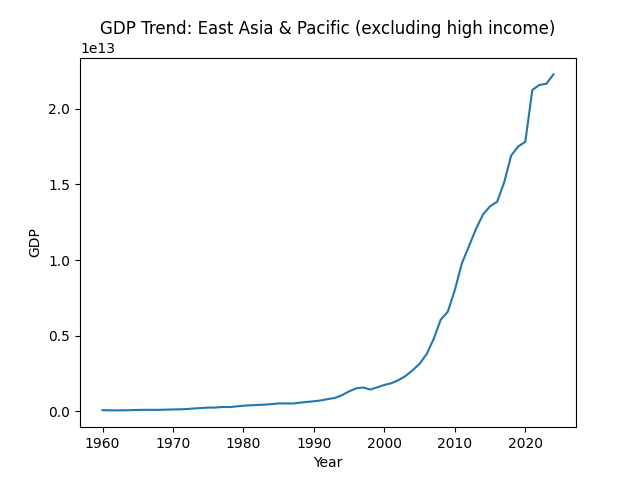 GDP Trend: East Asia & Pacific (excluding high income)
1e13
2.0
1.5
1.0
0.5
0.0
GDP
1960 1970 1980 1990 2000 2010 2020
Year